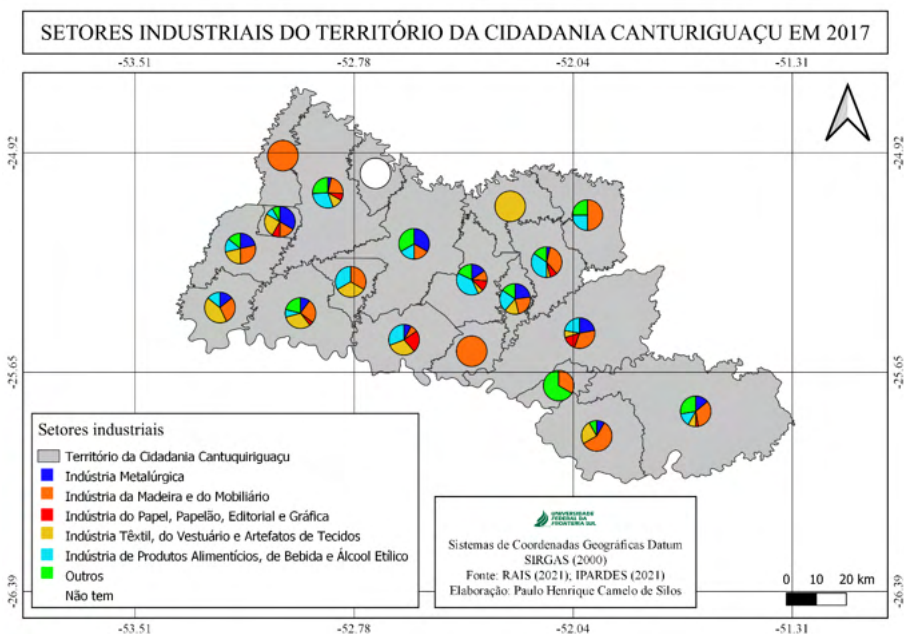 SETORES INDUSTRIAIS DO TERRITÓRIO DA CIDADANIA CANTURIGUAÇU EM 2017
-53.51 -52.78 -52.04 -51.31
-24.92 -24.92
-25.65 -25.65
-26.39 -26.39
Setores industriais
Território da Cidadania Cantuquiriguaçu
Indústria Metalúrgica
Indústria da Madeira e do Mobiliário
Indústria do Papel, Papelão, Editorial e Gráfica
Indústria Têxtil, do Vestuário e Artefatos de Tecidos
Indústria de Produtos Alimentícios, de Bebida e Álcool Etílico
Outros
Não tem
UNIVERSIDADE
FEDERAL DA
FRONTEIRA SUL
Sistemas de Coordenadas Geográficas Datum
SIRGAS (2000)
Fonte: RAIS (2021); IPARDES (2021)
Elaboração: Paulo Henrique Camelo de Silos
0 10 20 km
-53.51 -52.78 -52.04 -51.31